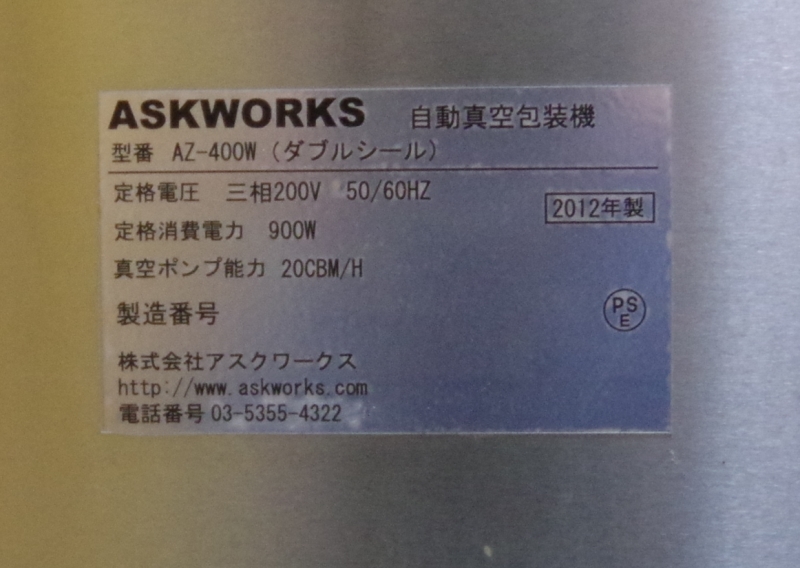 ASKWORKS 自動真空包装機
型番 AZ-400W（ダブルシール）
定格電圧 三相200V 50/60HZ
2012年製
定格消費電力 900W
真空ポンプ能力 20CBM/H
製造番号
PS
E
株式会社アスクワークス
http://www.askworks.com
電話番号 03-5355-4322